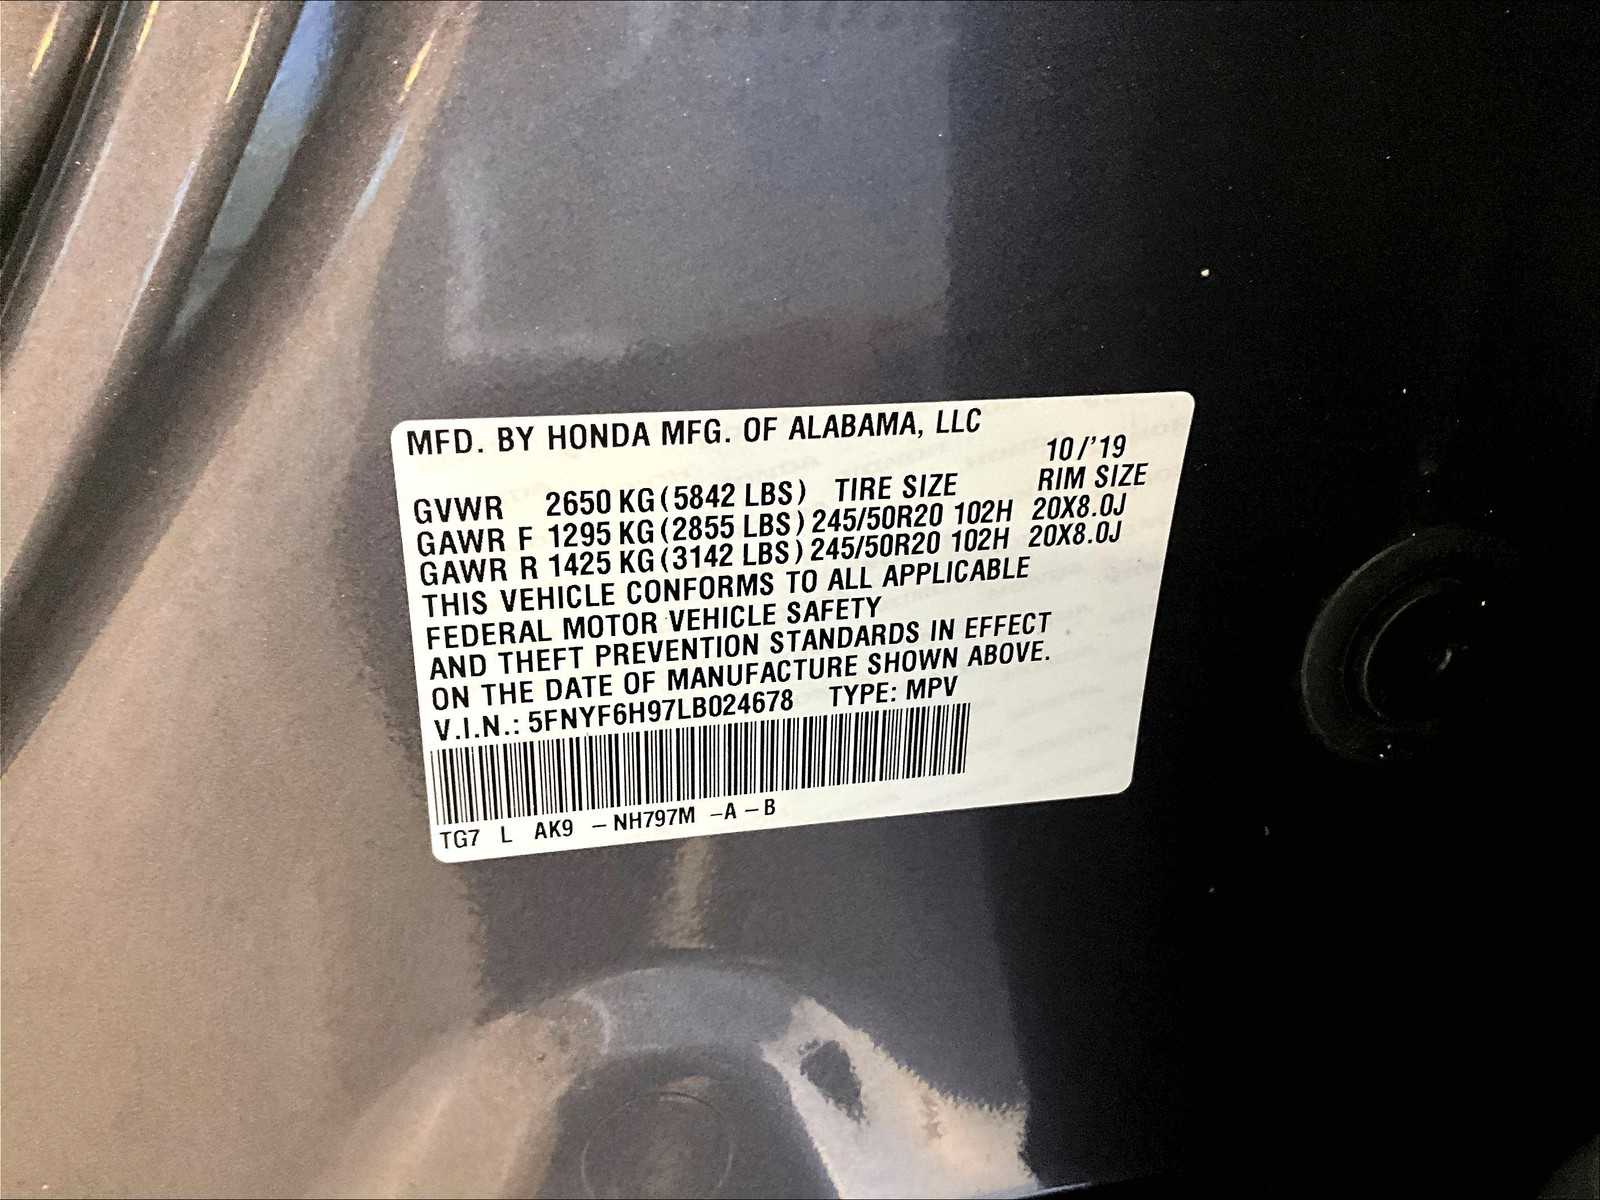 MFD. BY HONDA MFG. OF ALABAMA, LLC
10/'19
GVWR 2650 KG (5842 LBS) TIRE SIZE RIM SIZE
GAWR F 1295 KG (2855 LBS) 245/50R20 102H 20X8.0J
GAWR R 1425 KG (3142 LBS) 245/50R20 102H 20X8.0J
THIS VEHICLE CONFORMS TO ALL APPLICABLE
FEDERAL MOTOR VEHICLE SAFETY
AND THEFT PREVENTION STANDARDS IN EFFECT
ON THE DATE OF MANUFACTURE SHOWN ABOVE.
V.I.N.: 5FNYF6H97LB024678 TYPE: MPV
TG7 L AK9 – NH797M –A – B